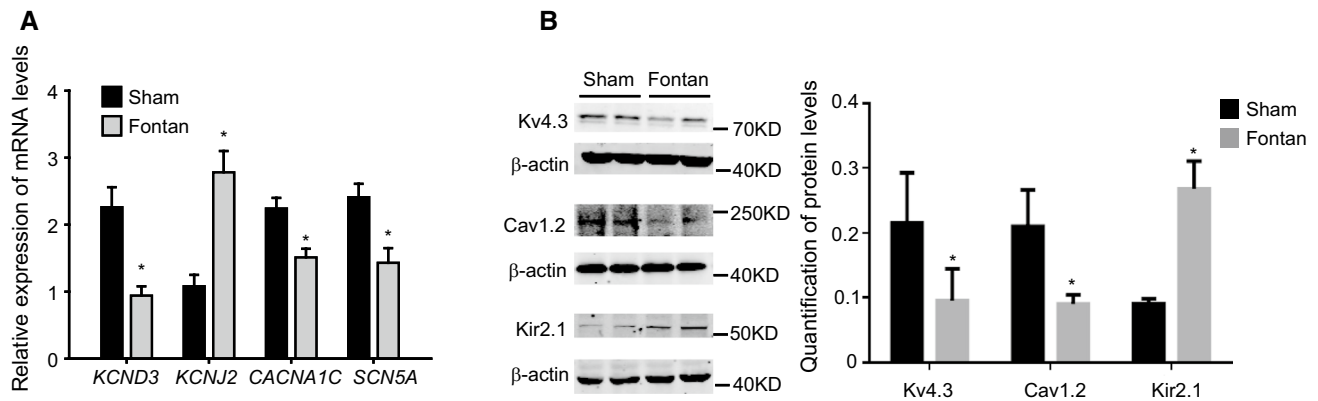 A
Relative expression of mRNA levels
4
3
2
1
0
Sham
Fontan
*
*
*
*
KCND3 KCNJ2 CACNA1C SCN5A
B
Sham Fontan
Kv4.3 70KD
β-actin 40KD
Cav1.2 250KD
β-actin 40KD
Kir2.1 50KD
β-actin 40KD
Quantification of protein levels
0.4
0.3
0.2
0.1
0
Sham
Fontan
*
*
*
Kv4.3 Cav1.2 Kir2.1